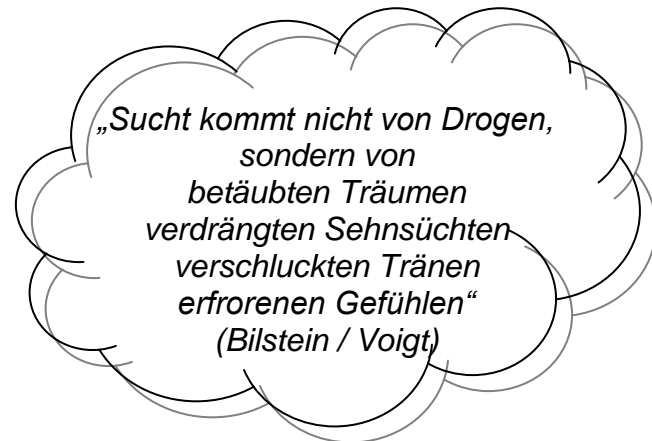 „Sucht kommt nicht von Drogen,
sondern von
betäubten Träumen
verdrängten Sehnsüchten
verschluckten Tränen
erfrorenen Gefühlen“
(Bilstein / Voigt)